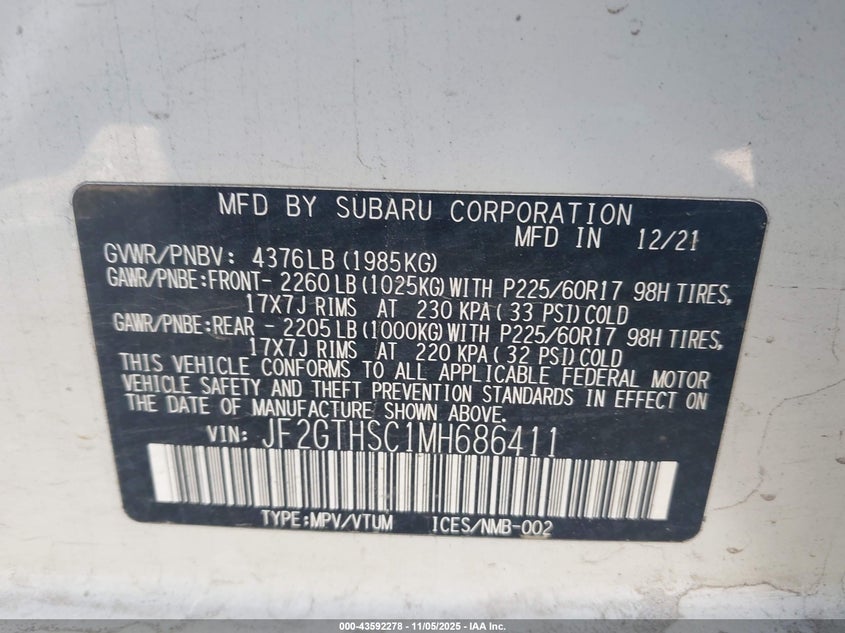 MFD BY SUBARU CORPORATION
MFD IN 12/21
GVWR/PNBV: 4376LB (1985KG)
GAWR/PNBE:FRONT- 2260LB (1025KG) WITH P225/60R17 98H TIRES,
17X7J RIMS AT 230 KPA (33 PSI) COLD
GAWR/PNBE:REAR - 2205LB (1000KG) WITH P225/60R17 98H TIRES,
17X7J RIMS AT 220 KPA (32 PSI) COLD
THIS VEHICLE CONFORMS TO ALL APPLICABLE FEDERAL MOTOR
VEHICLE SAFETY AND THEFT PREVENTION STANDARDS IN EFFECT ON
THE DATE OF MANUFACTURE SHOWN ABOVE.
VIN: JF2GTHSC1MH686411
TYPE:MPV/VTUM ICES/NMB-002
000-43592278 - 11/05/2025 - IAA Inc.